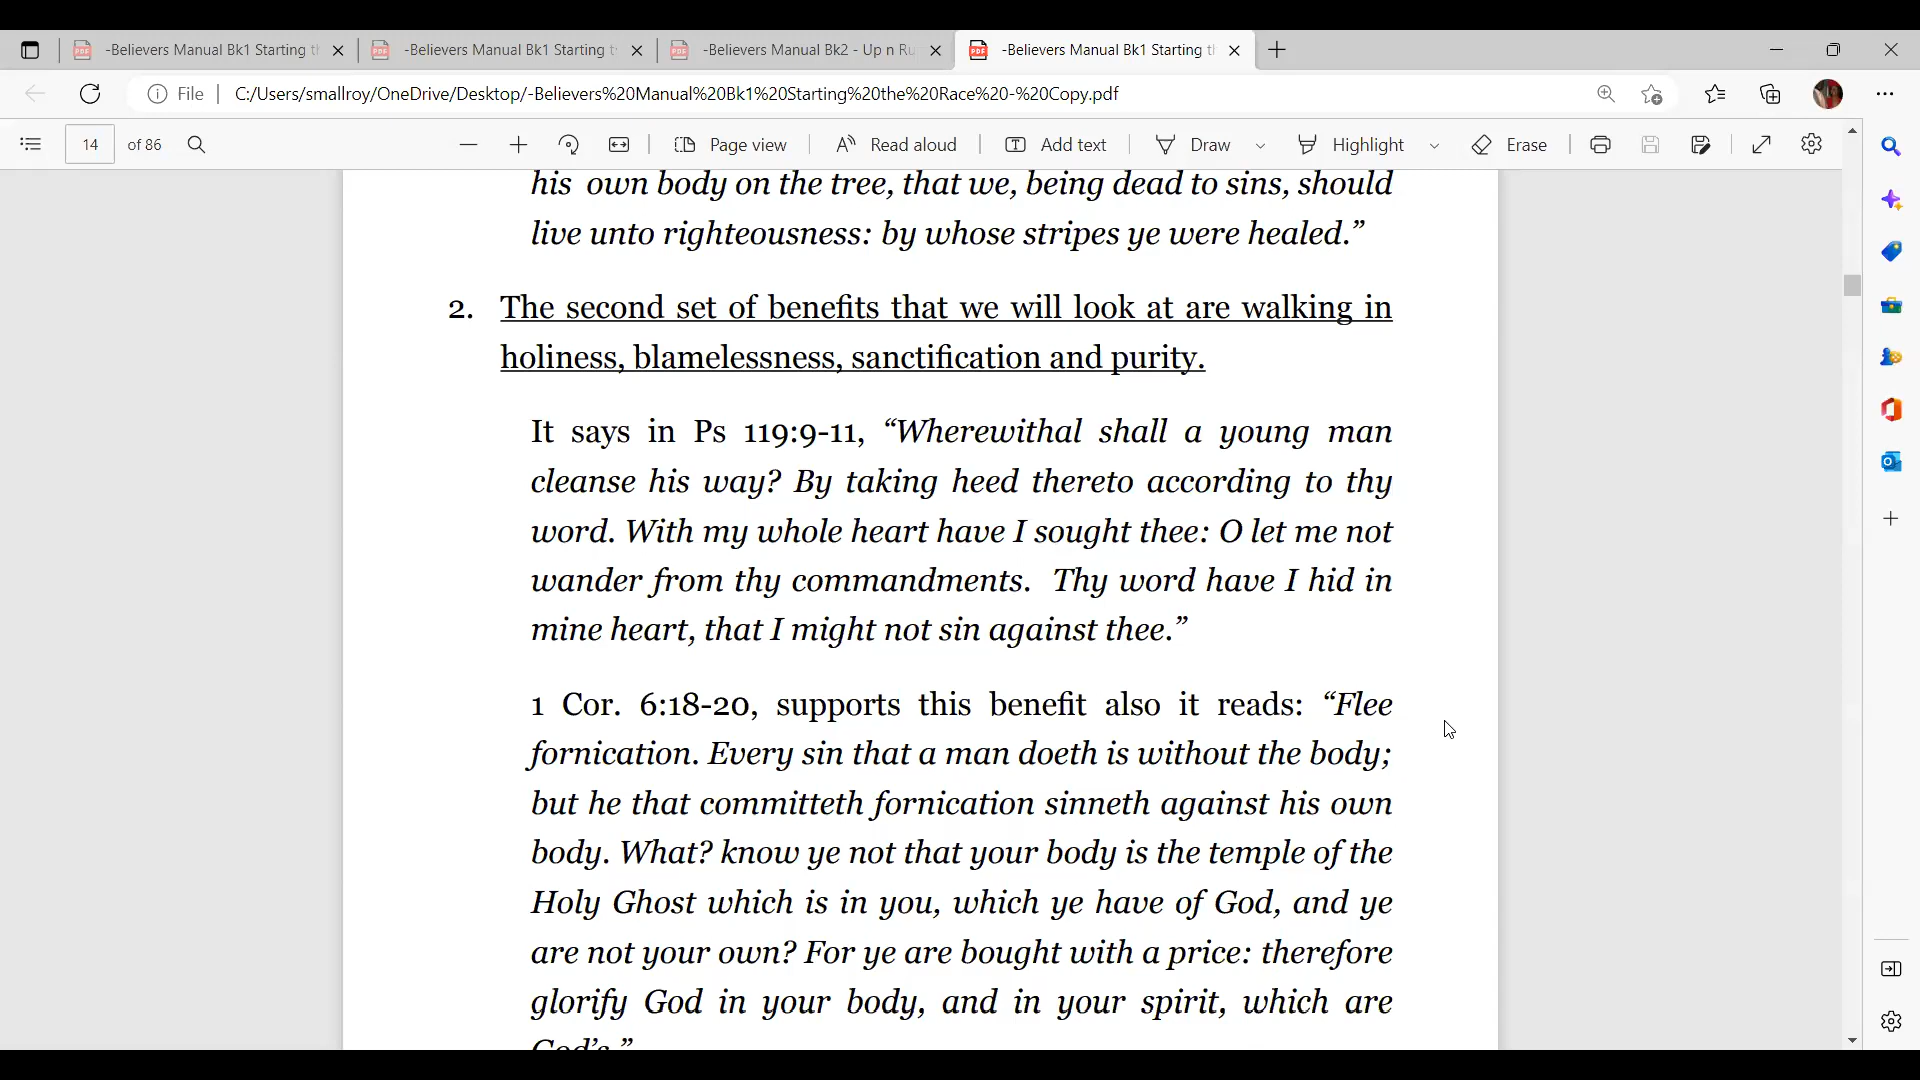 -Believers Manual Bk1 Starting th
-Believers Manual Bk1 Starting t
-Believers Manual Bk2 - Up n Ru
-Believers Manual Bk1 Starting th
File
C:/Users/smallroy/OneDrive/Desktop/-Believers%20Manual%20Bk1%20Starting%20the%20Race%20-%20Copy.pdf
14 of 86
Page view
Read aloud
Add text
Draw
Highlight
Erase
his own body on the tree, that we, being dead to sins, should
live unto righteousness: by whose stripes ye were healed.”
2. The second set of benefits that we will look at are walking in
holiness, blamelessness, sanctification and purity.
It says in Ps 119:9-11, “Wherewithal shall a young man
cleanse his way? By taking heed thereto according to thy
word. With my whole heart have I sought thee: O let me not
wander from thy commandments. Thy word have I hid in
mine heart, that I might not sin against thee.”
1 Cor. 6:18-20, supports this benefit also it reads: “Flee
fornication. Every sin that a man doeth is without the body;
but he that committeth fornication sinneth against his own
body. What? know ye not that your body is the temple of the
Holy Ghost which is in you, which ye have of God, and ye
are not your own? For ye are bought with a price: therefore
glorify God in your body, and in your spirit, which are
God’s.”